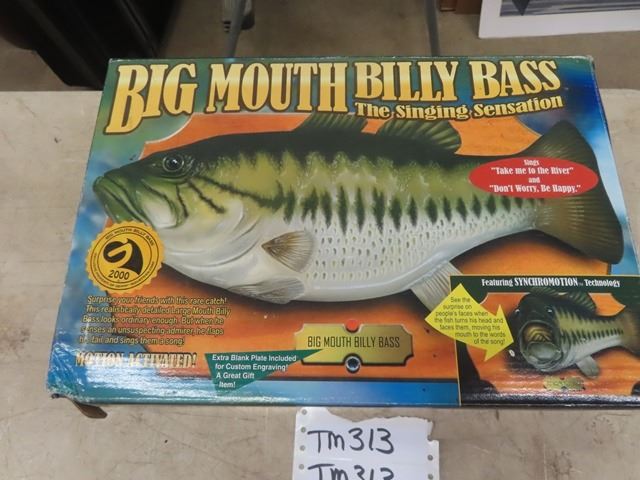 BIG MOUTH BILLY BASS
The Singing Sensation
Sings
"Take me to the River"
and
"Don't Worry, Be Happy."
BIG MOUTH BILLY BASS
2000
Surprise your friends with this rare catch!
This realistically detailed Large Mouth Billy
Bass looks ordinary enough. But when he
senses an unsuspecting admirer he flaps
his tail and sings them a song!
MOTION ACTIVATED!
Extra Blank Plate Included
for Custom Engraving!
A Great Gift
Item!
BIG MOUTH BILLY BASS
Featuring SYNCHROMOTION™ Technology
See the
surprise on
people's faces when
the fish turns his head and
faces them, moving his
mouth to the words
of the song!
TM313
TM313